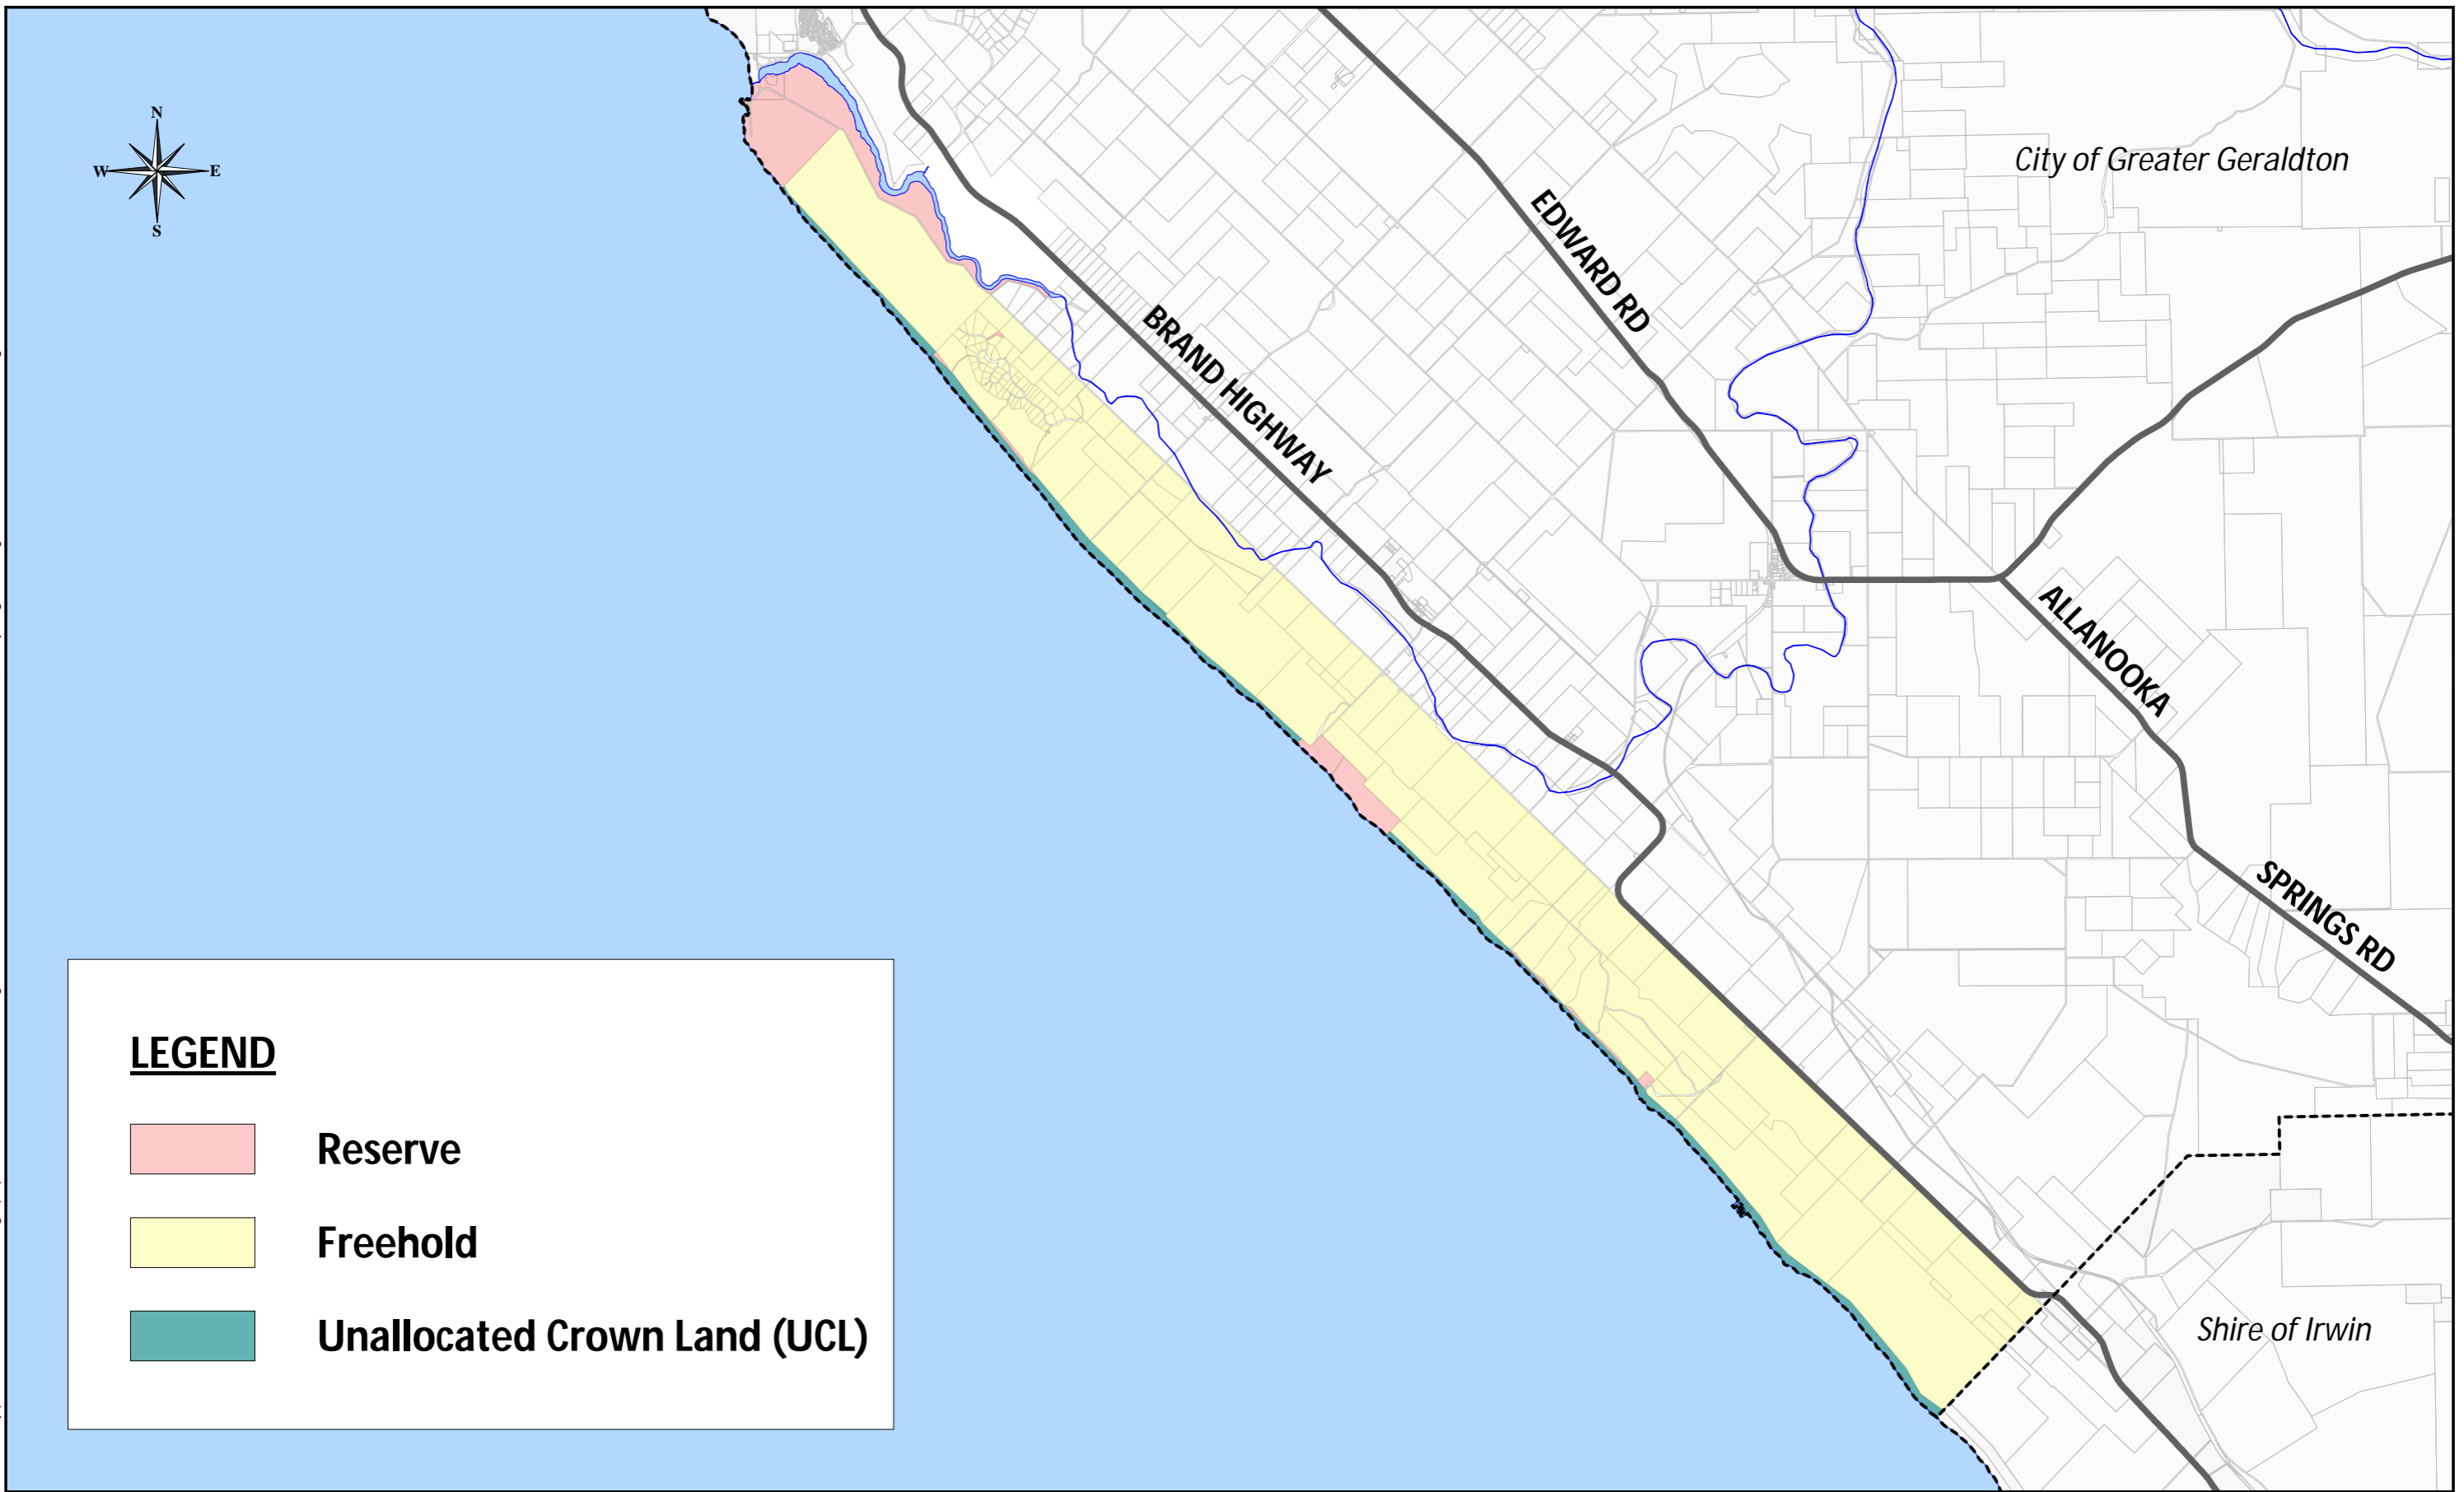 N
W E
S
City of Greater Geraldton
EDWARD RD
BRAND HIGHWAY
ALLANOOKA
SPRINGS RD
LEGEND
Reserve
Freehold
Unallocated Crown Land (UCL)
Shire of Irwin